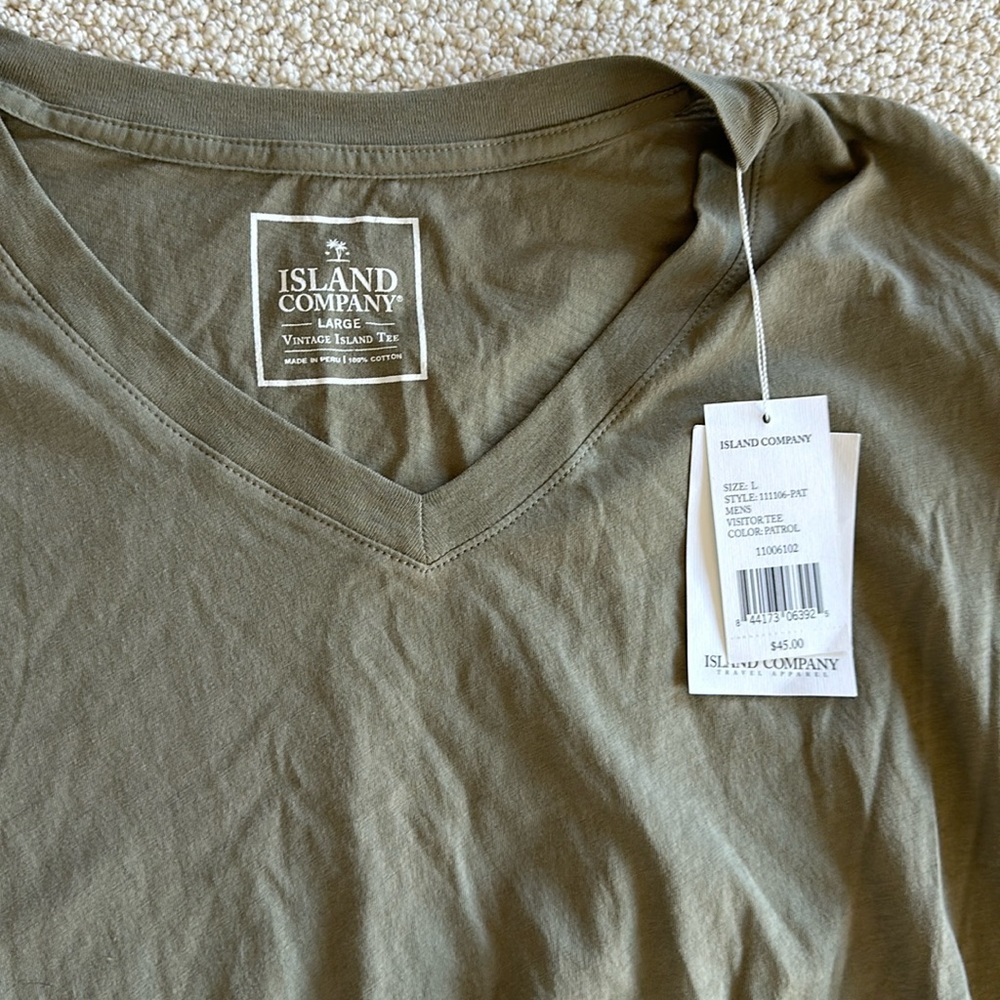 ISLAND
COMPANY®
LARGE
VINTAGE ISLAND TEE
MADE IN PERU | 100% COTTON
ISLAND COMPANY
SIZE: L
STYLE: 111106-PAT
MENS
VISITOR TEE
COLOR: PATROL
11006102
8 44173 06392 5
$45.00
ISLAND COMPANY
TRAVEL APPAREL